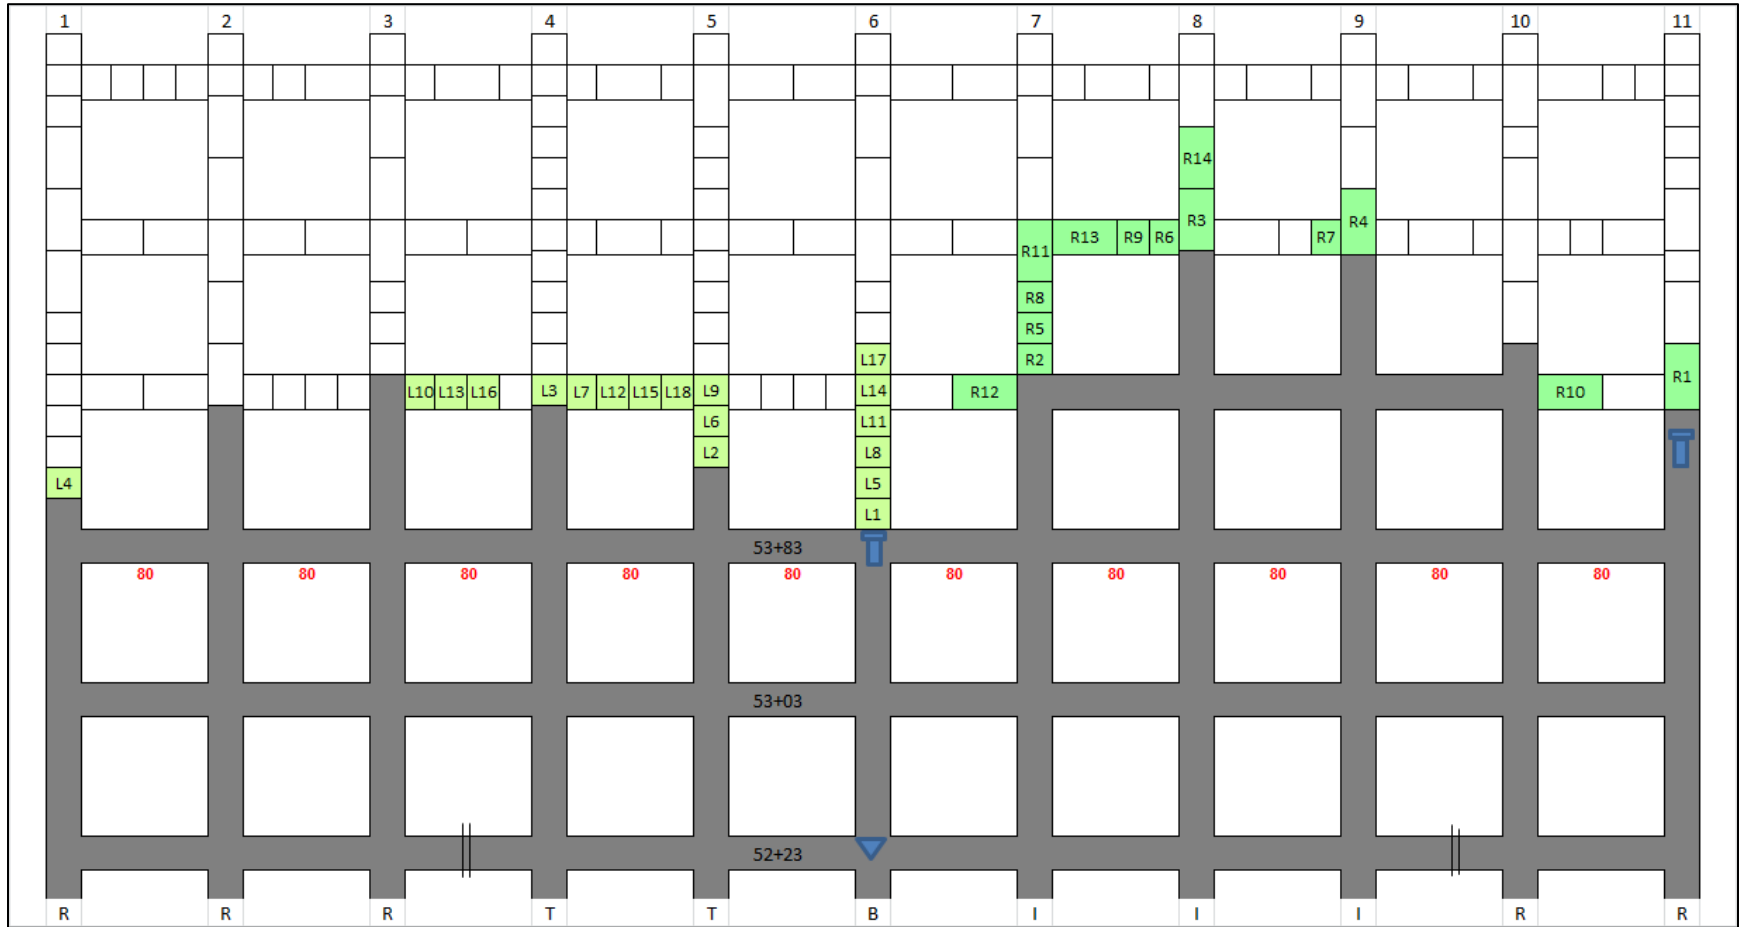 1 2 3 4 5 6 7 8 9 10 11
R14
R3 R4
R13 R9 R6 R7
R11
R8
R5
L17 R2
R1
L10 L13 L16 L3 L7 L12 L15 L18 L9 L14 R12 R10
L6 L11
L2 L8
L4 L5
L1
53+83
80 80 80 80 80 80 80 80 80 80
53+03
52+23
R R R T T B I I I R R